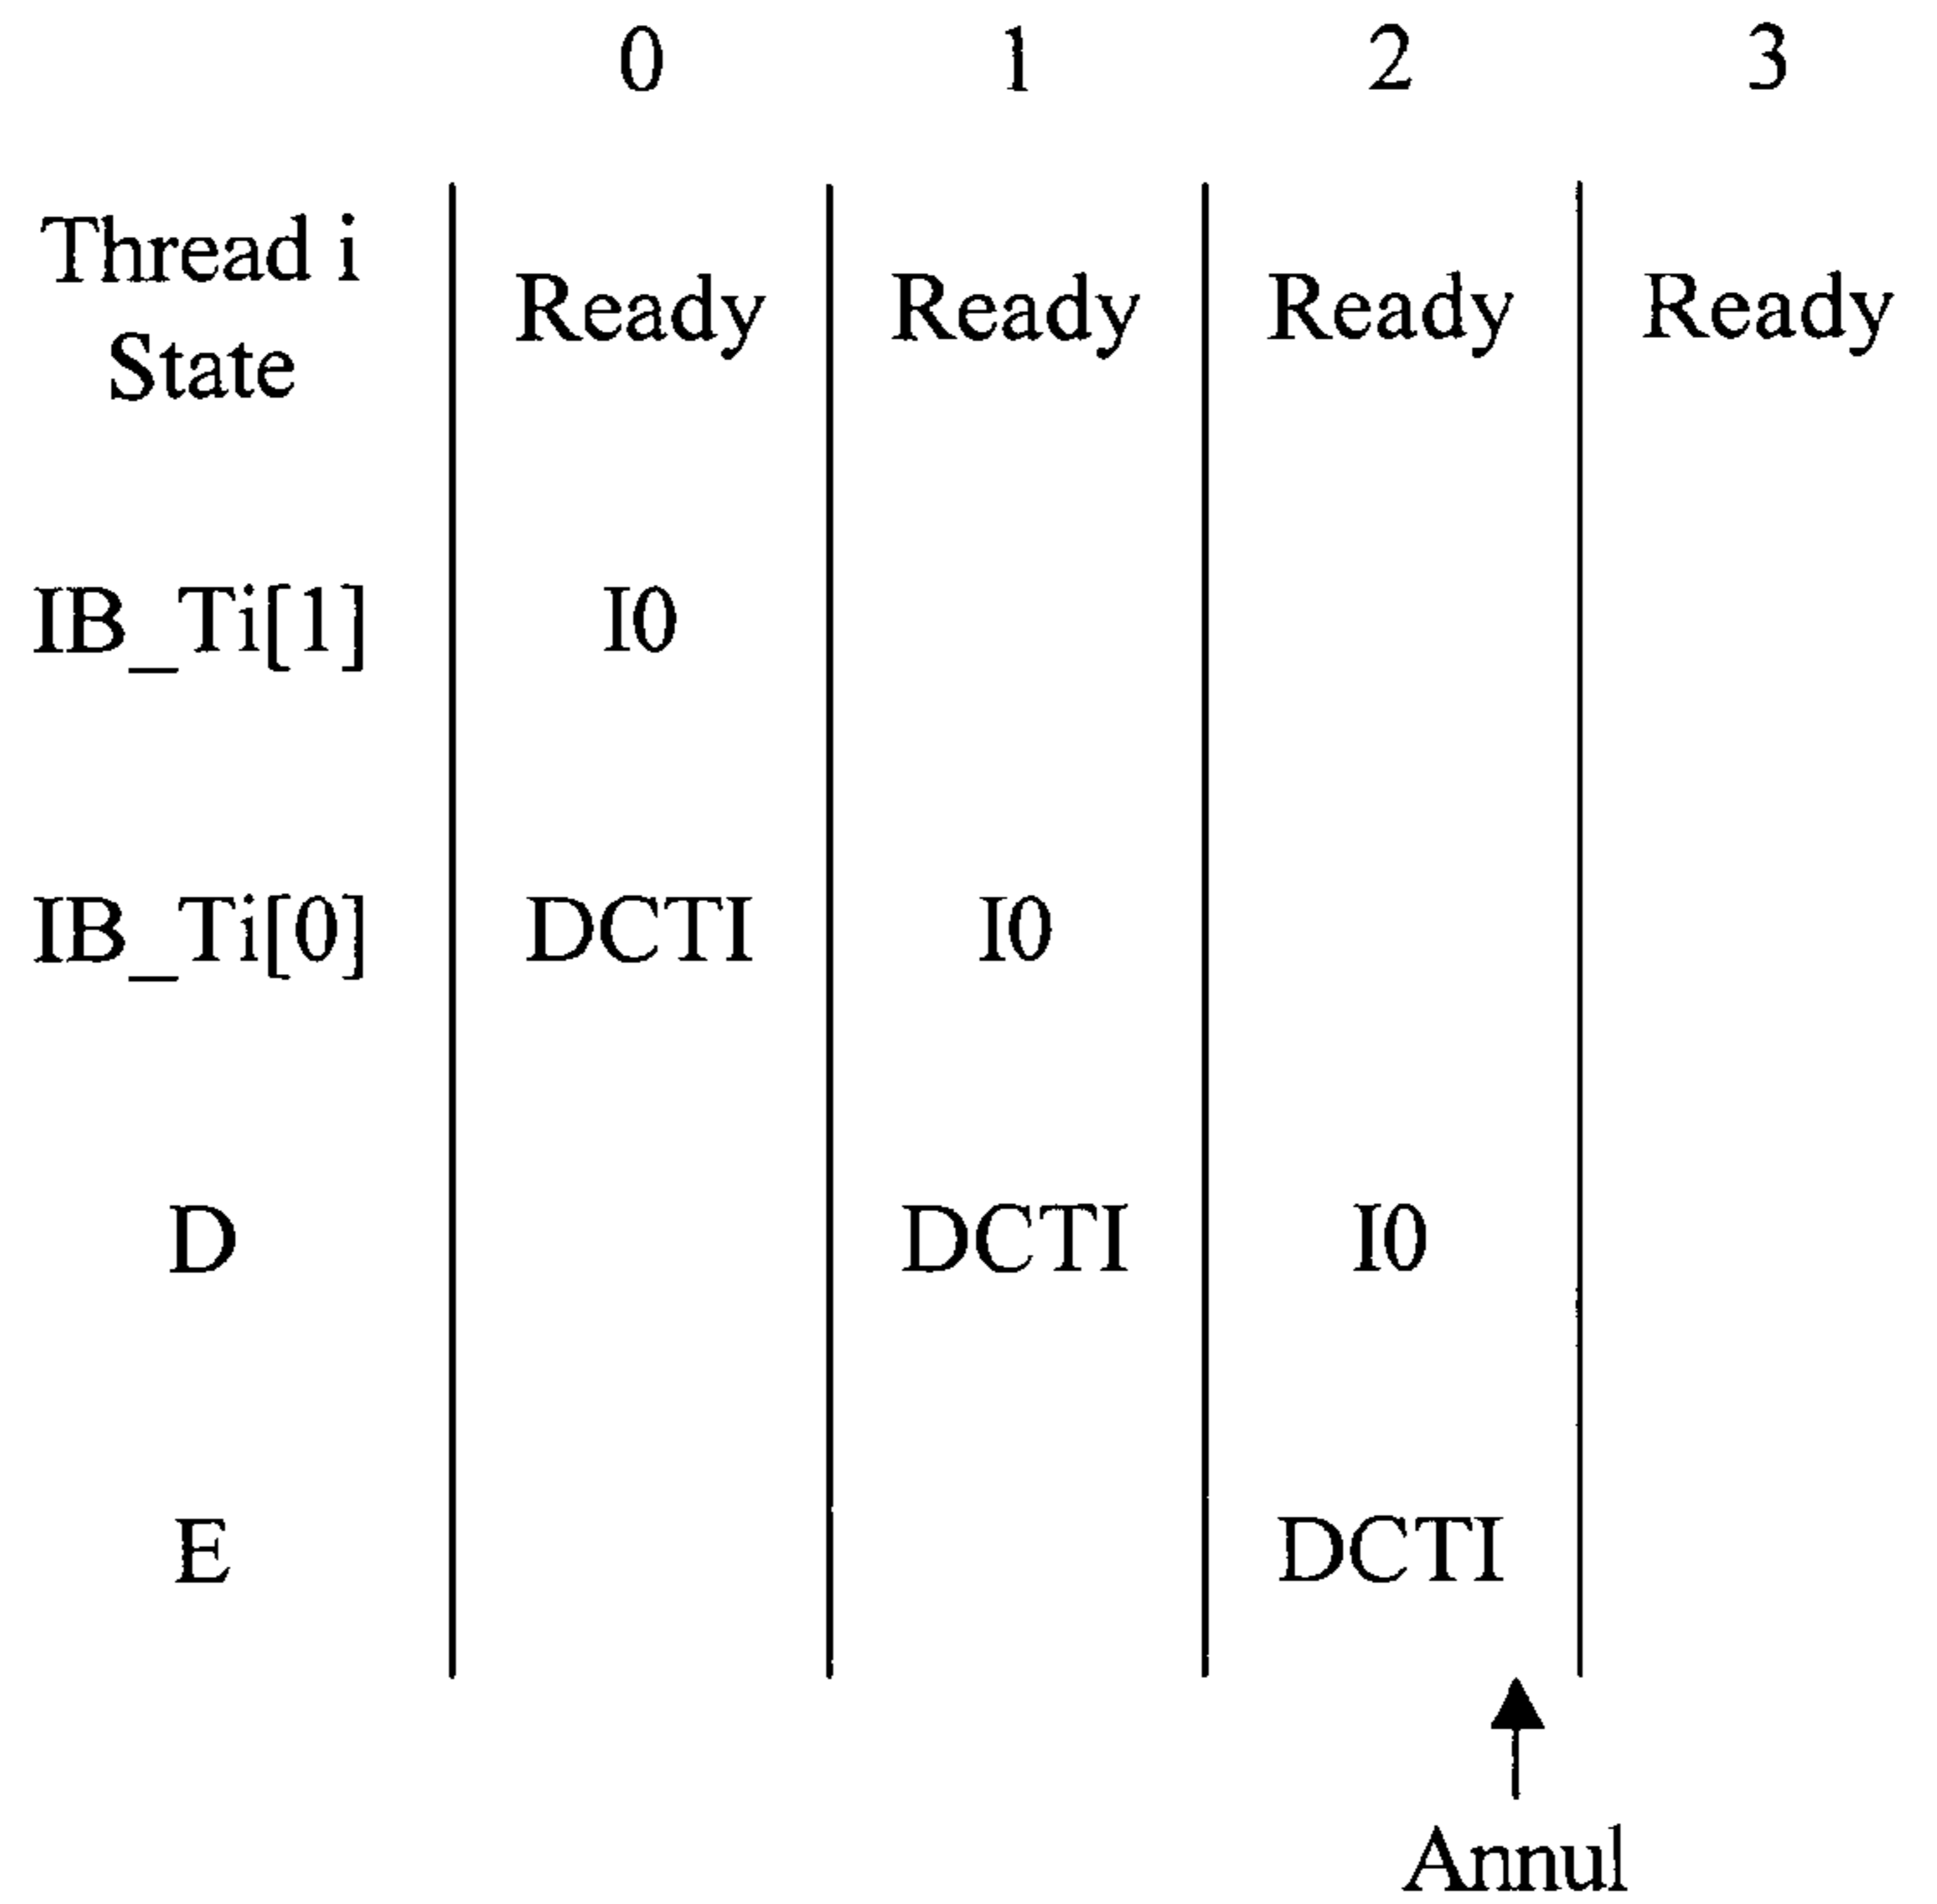 0 1 2 3
Thread i
State
Ready Ready Ready Ready
IB_Ti[1] I0
IB_Ti[0] DCTI I0
D DCTI I0
E DCTI
Annul